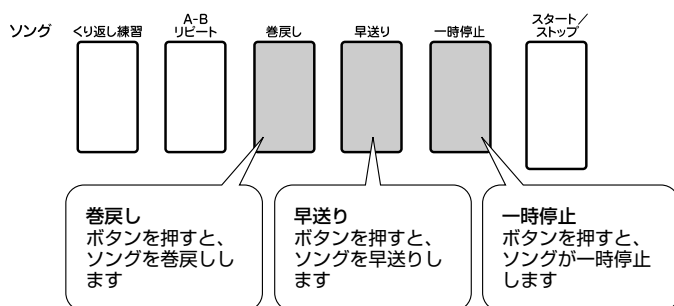 ソング
くり返し練習
A-B
リピート
巻戻し
早送り
一時停止
スタート／
ストップ
巻戻し
ボタンを押すと、
ソングを巻戻しし
ます
早送り
ボタンを押すと、
ソングを早送りし
ます
一時停止
ボタンを押すと、
ソングが一時停止
します